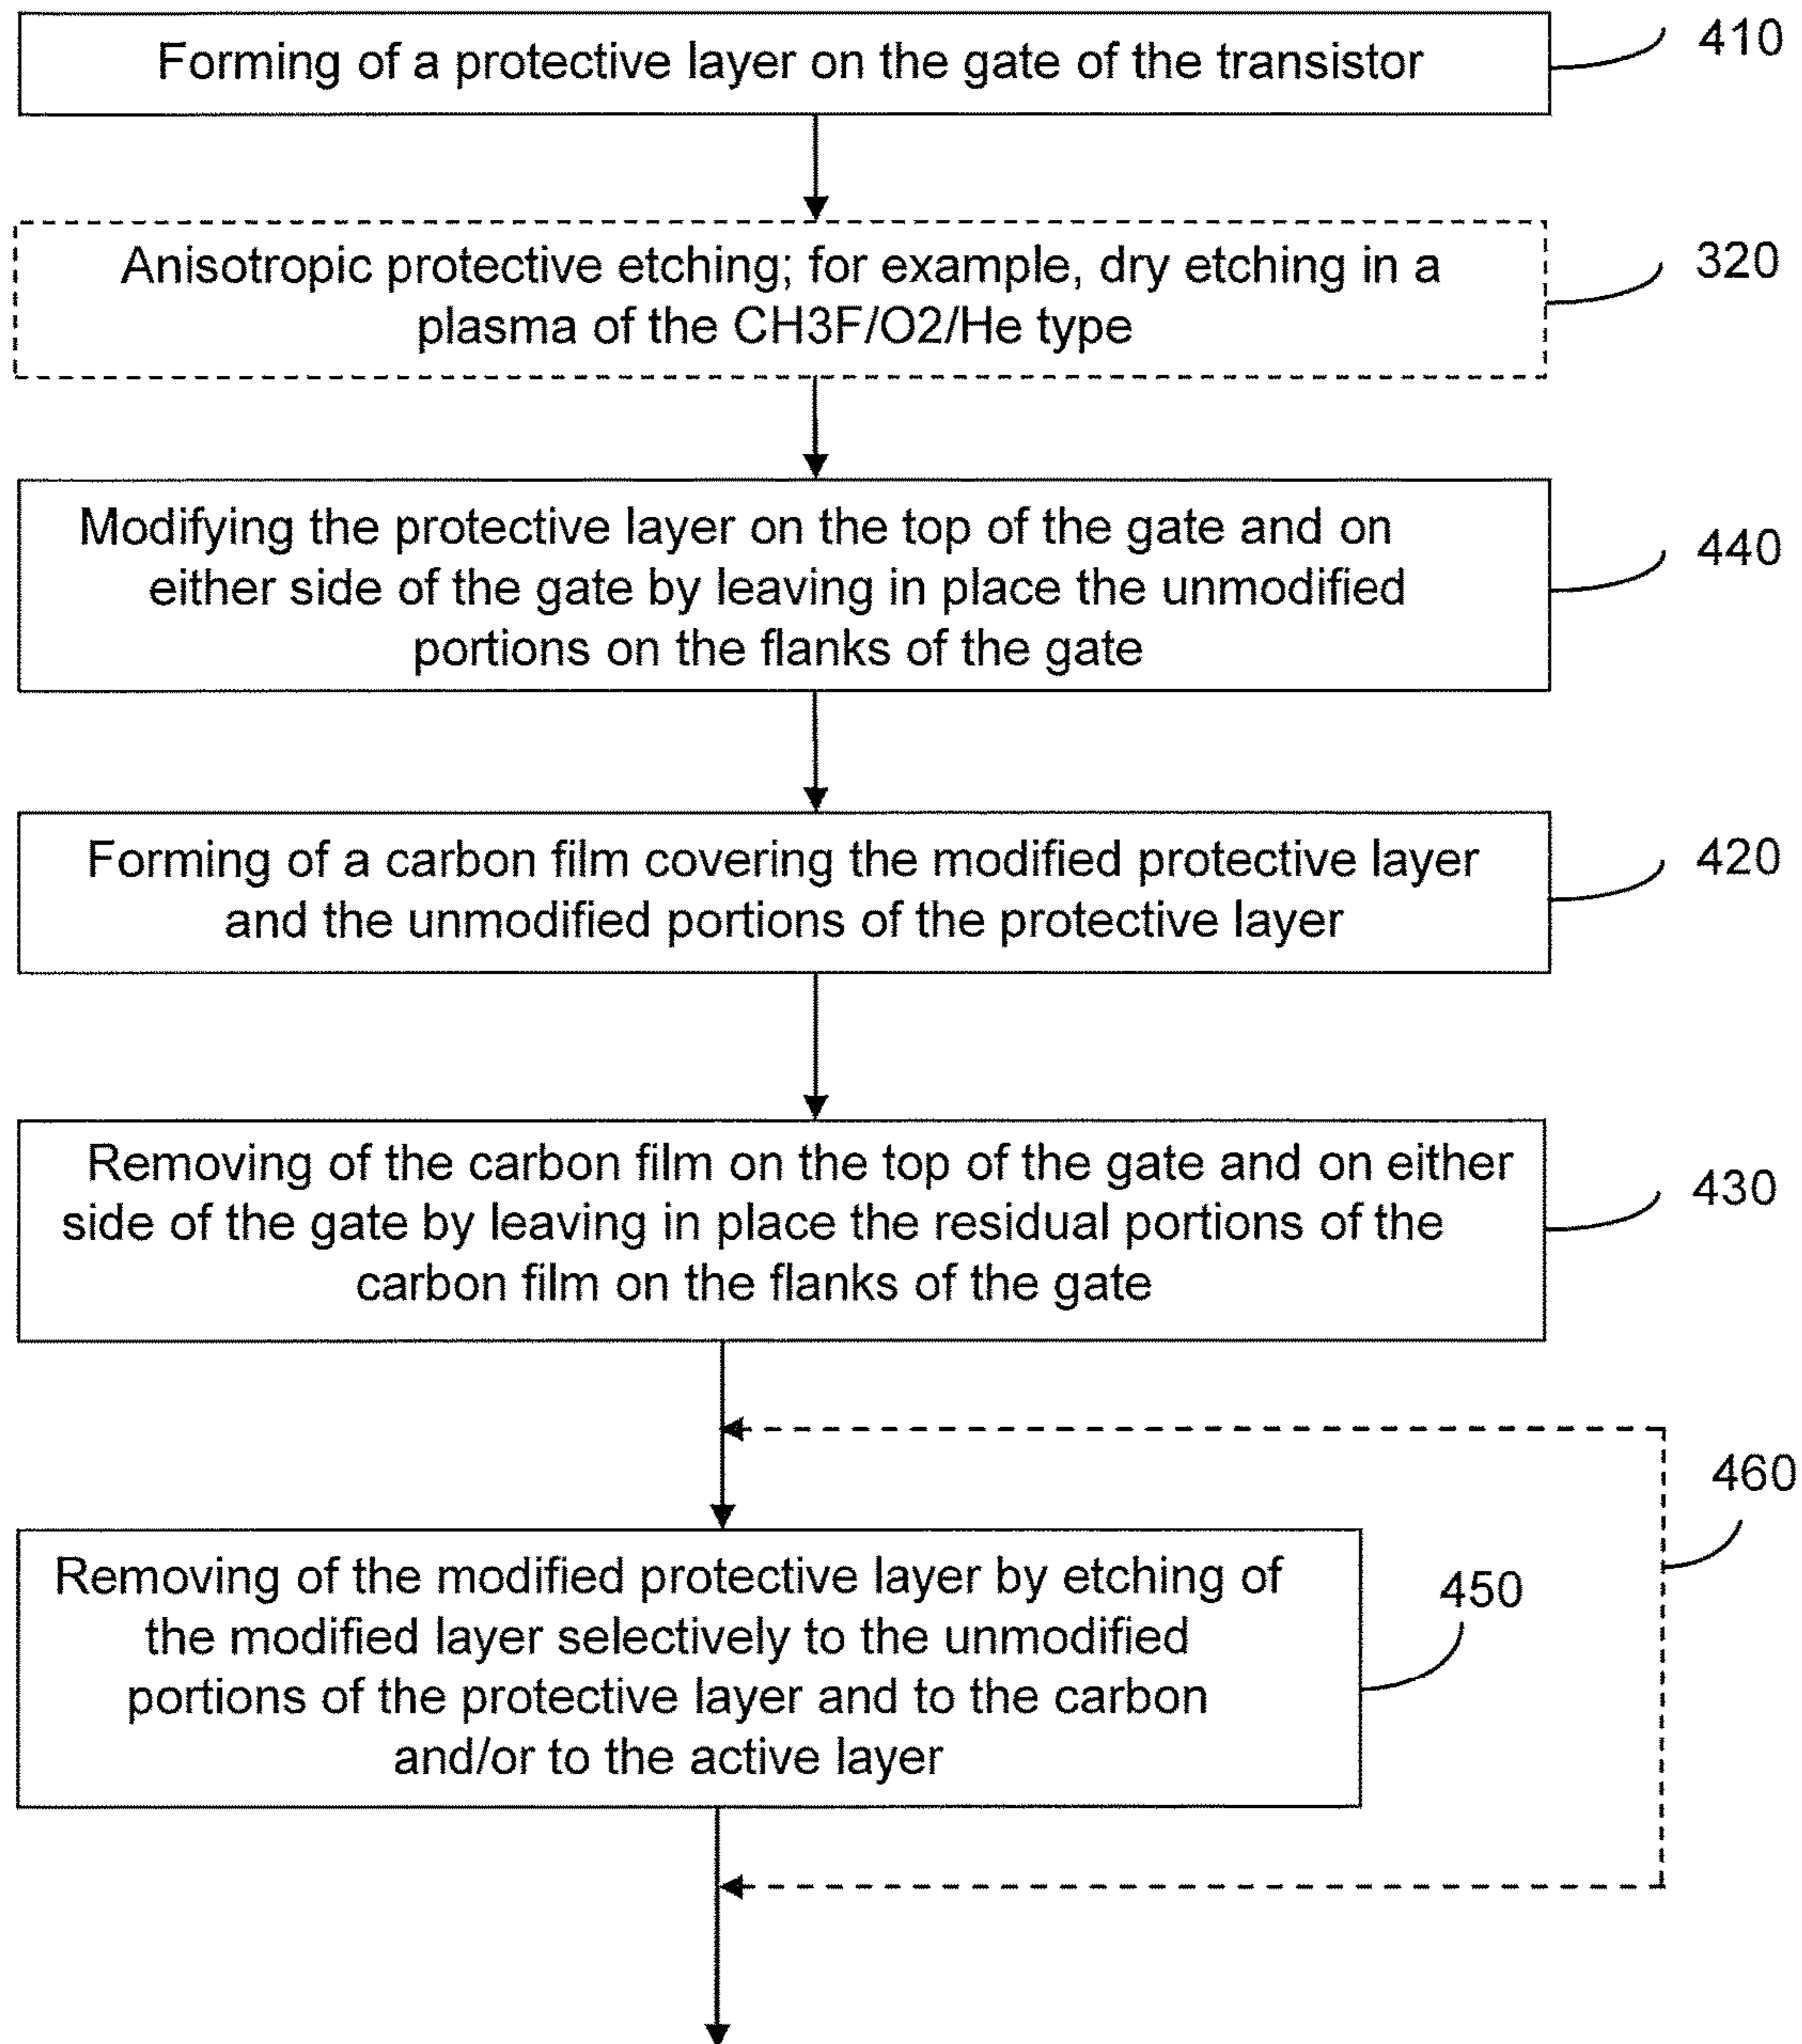 Forming of a protective layer on the gate of the transistor
410
Anisotropic protective etching; for example, dry etching in a
plasma of the CH3F/O2/He type
320
Modifying the protective layer on the top of the gate and on
either side of the gate by leaving in place the unmodified
portions on the flanks of the gate
440
Forming of a carbon film covering the modified protective layer
and the unmodified portions of the protective layer
420
Removing of the carbon film on the top of the gate and on either
side of the gate by leaving in place the residual portions of the
carbon film on the flanks of the gate
430
460
Removing of the modified protective layer by etching of
the modified layer selectively to the unmodified
portions of the protective layer and to the carbon
and/or to the active layer
450